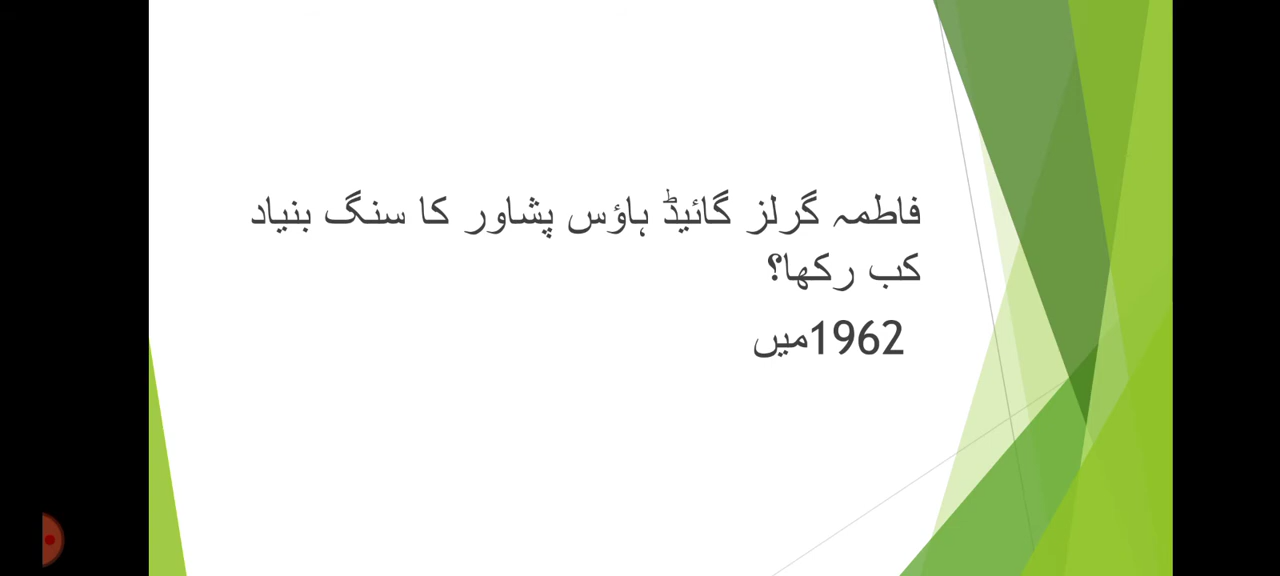 فاطمہ گرلز گائیڈ ہاؤس پشاور کا سنگ بنیاد
کب رکھا؟
1962میں